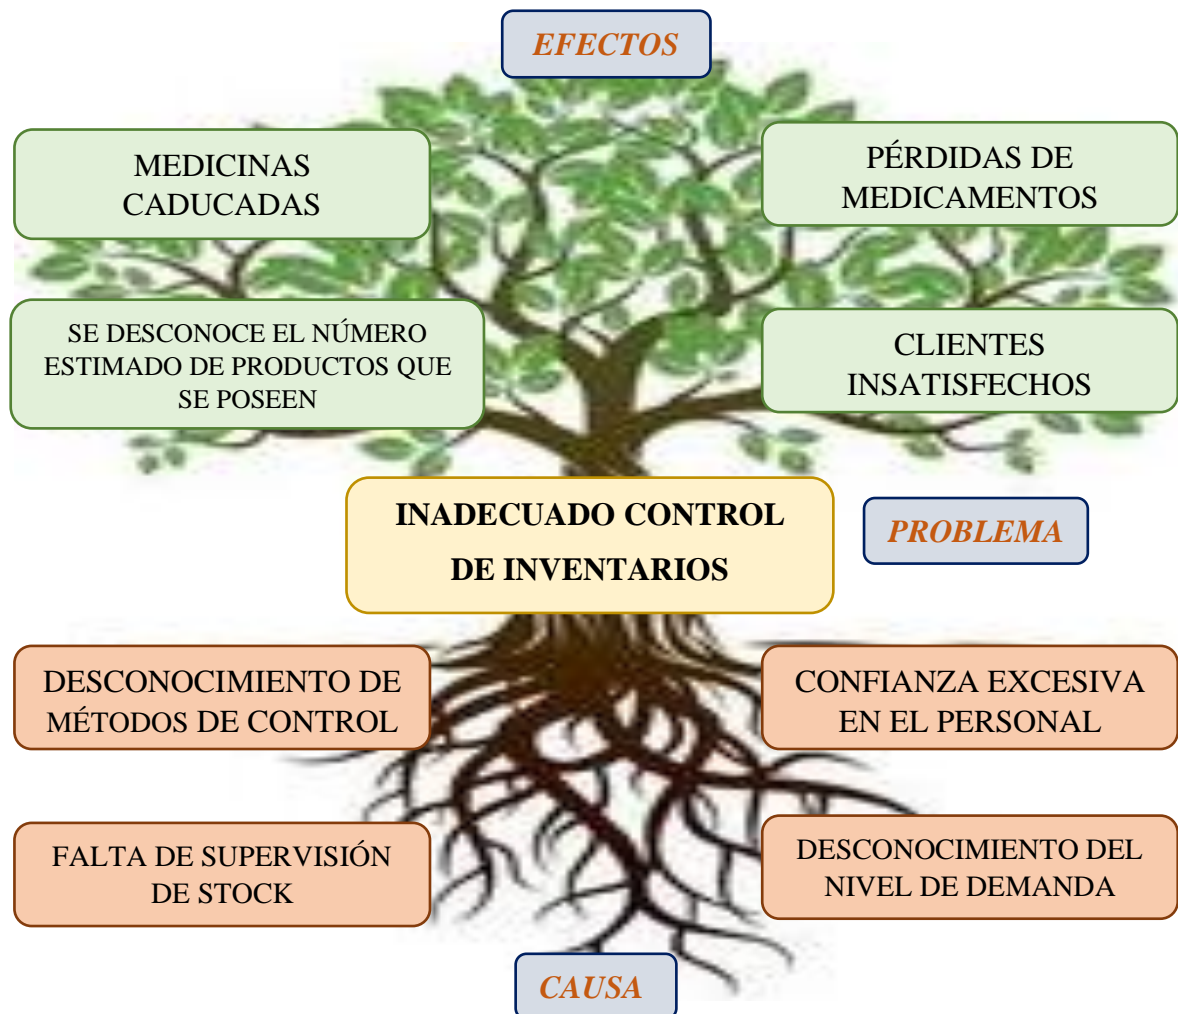 EFECTOS
MEDICINAS
CADUCADAS
PÉRDIDAS DE
MEDICAMENTOS
SE DESCONOCE EL NÚMERO
ESTIMADO DE PRODUCTOS QUE
SE POSEEN
CLIENTES
INSATISFECHOS
INADECUADO CONTROL
DE INVENTARIOS
PROBLEMA
DESCONOCIMIENTO DE
MÉTODOS DE CONTROL
CONFIANZA EXCESIVA
EN EL PERSONAL
FALTA DE SUPERVISIÓN
DE STOCK
DESCONOCIMIENTO DEL
NIVEL DE DEMANDA
CAUSA